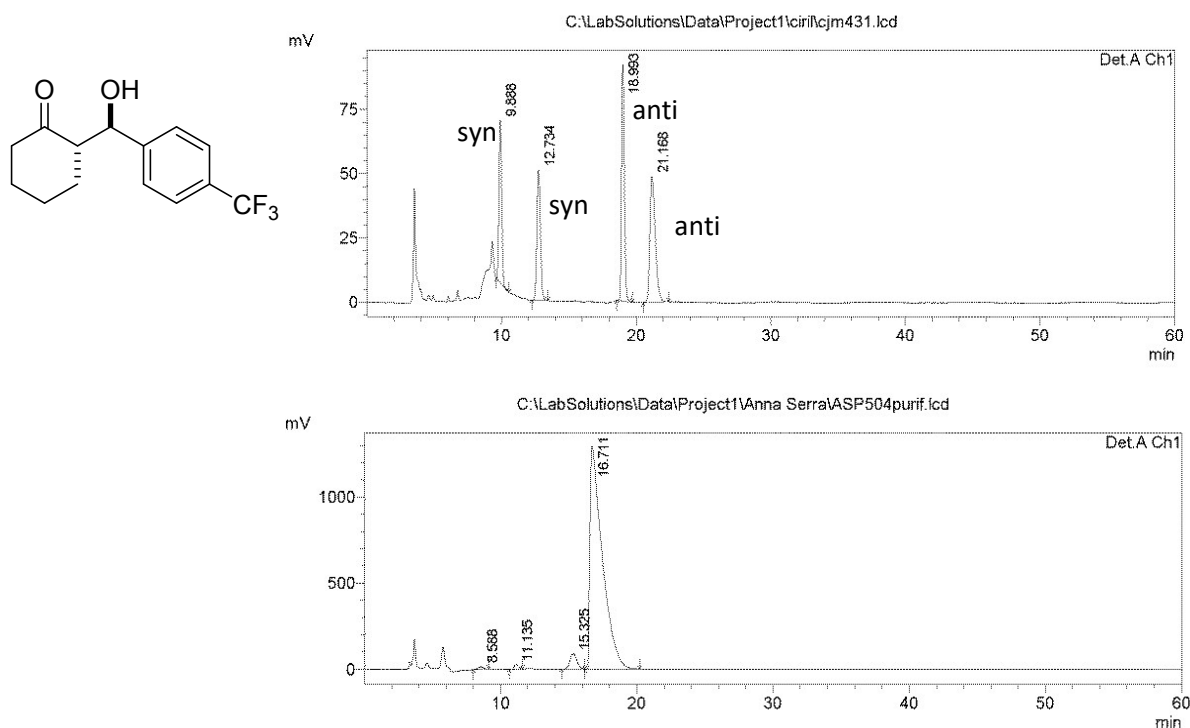 C:\LabSolutions\Data\Project1\ciril\cjm431.lcd
mV
Det.A Ch1
O OH
CF3
75
50
25
0
syn
9.888
12.734
syn
18.993
anti
21.168
anti
10 20 30 40 50 60
min
C:\LabSolutions\Data\Project1\Anna Serra\ASP504purif.lcd
mV
Det.A Ch1
1000
500
0
8.588
11.135
15.325
16.711
10 20 30 40 50 60
min